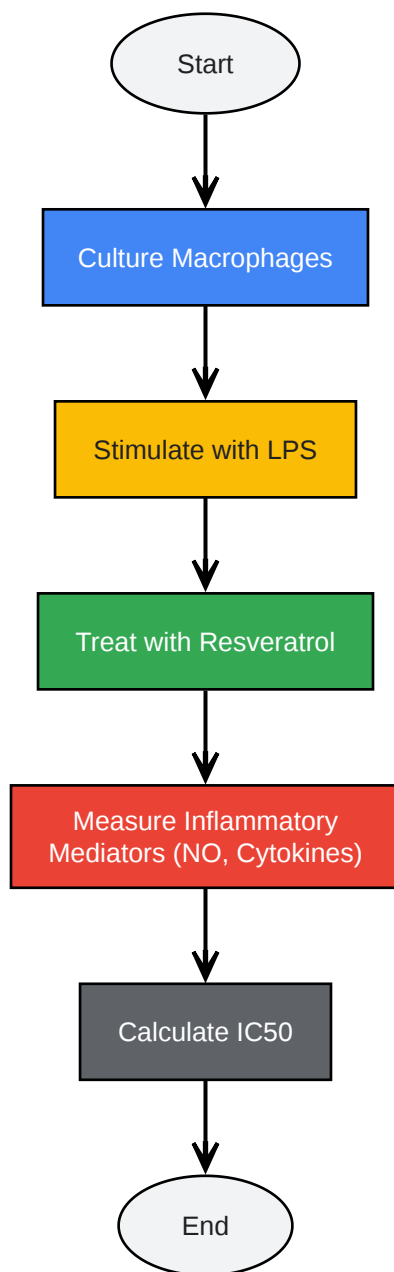 Start
Culture Macrophages
Stimulate with LPS
Treat with Resveratrol
Measure Inflammatory
Mediators (NO, Cytokines)
Calculate IC50
End